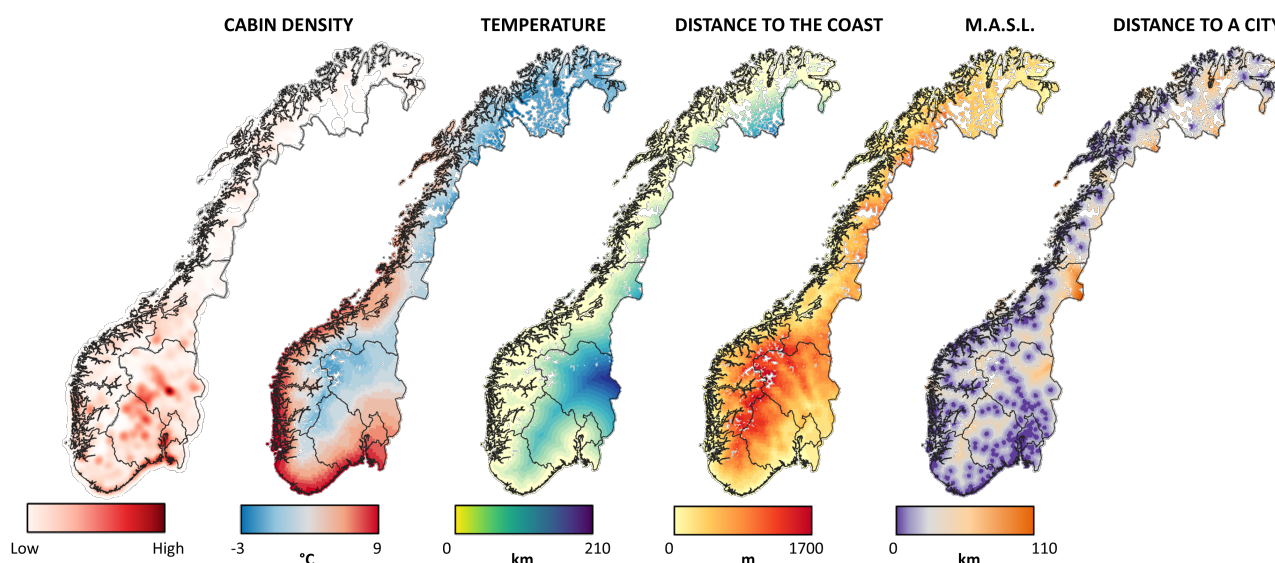 CABIN DENSITY TEMPERATURE DISTANCE TO THE COAST M.A.S.L. DISTANCE TO A CITY
Low High -3 9 0 210 0 1700 0 110
°C km m km